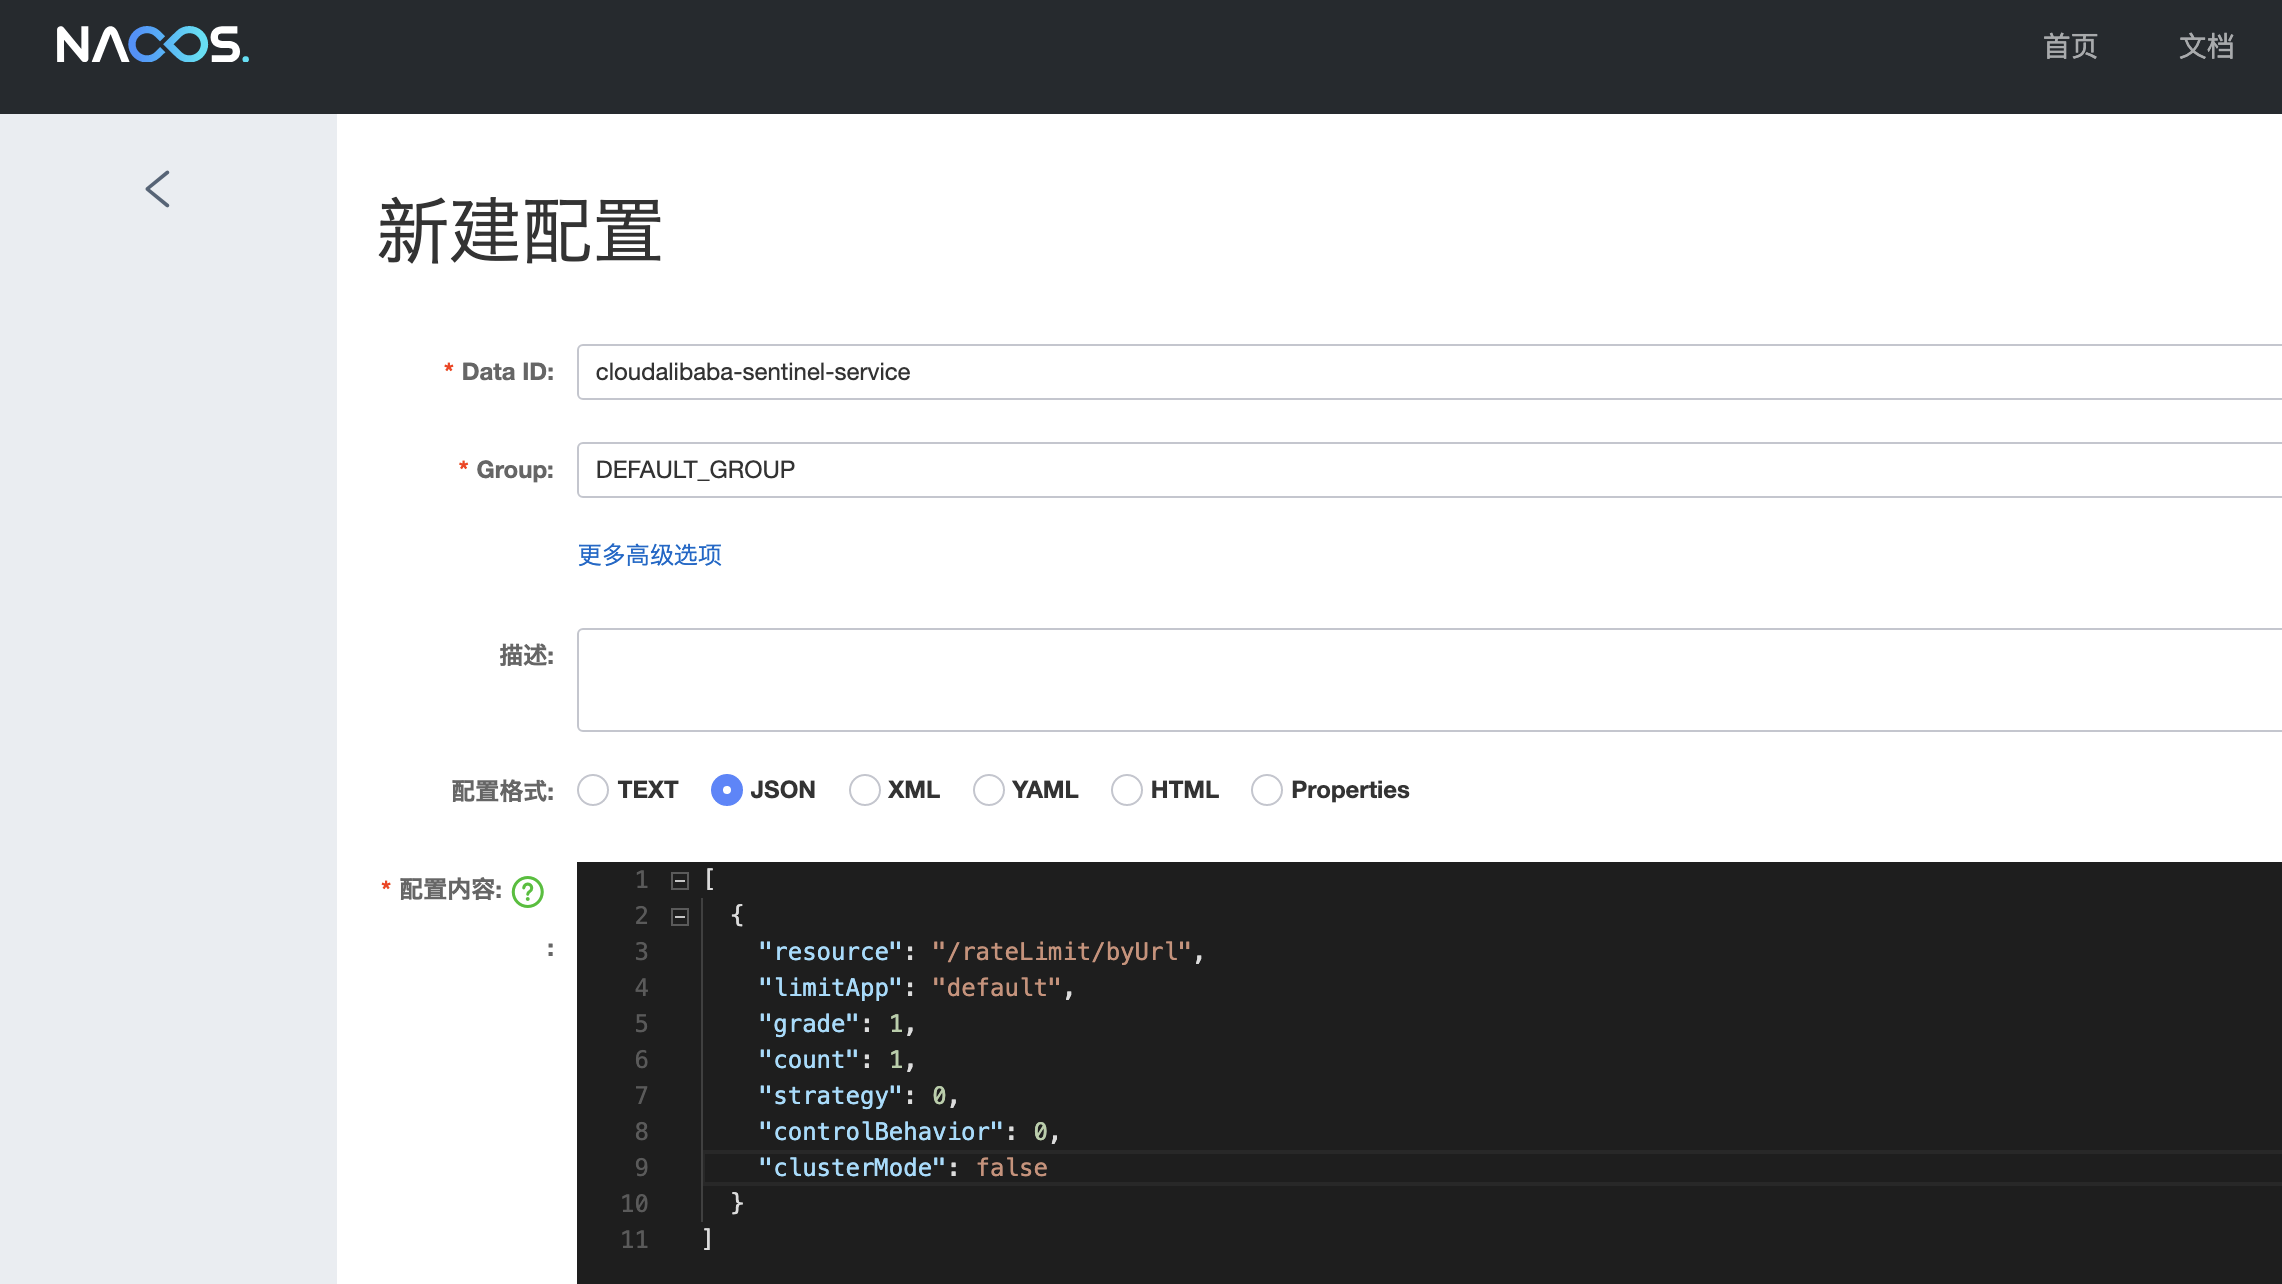 NACOS.
首页 文档
新建配置
* Data ID: cloudalibaba-sentinel-service
* Group: DEFAULT_GROUP
更多高级选项
描述:
配置格式: TEXT JSON XML YAML HTML Properties
* 配置内容: ?
:
1 [
2 {
3 "resource": "/rateLimit/byUrl",
4 "limitApp": "default",
5 "grade": 1,
6 "count": 1,
7 "strategy": 0,
8 "controlBehavior": 0,
9 "clusterMode": false
10 }
11 ]